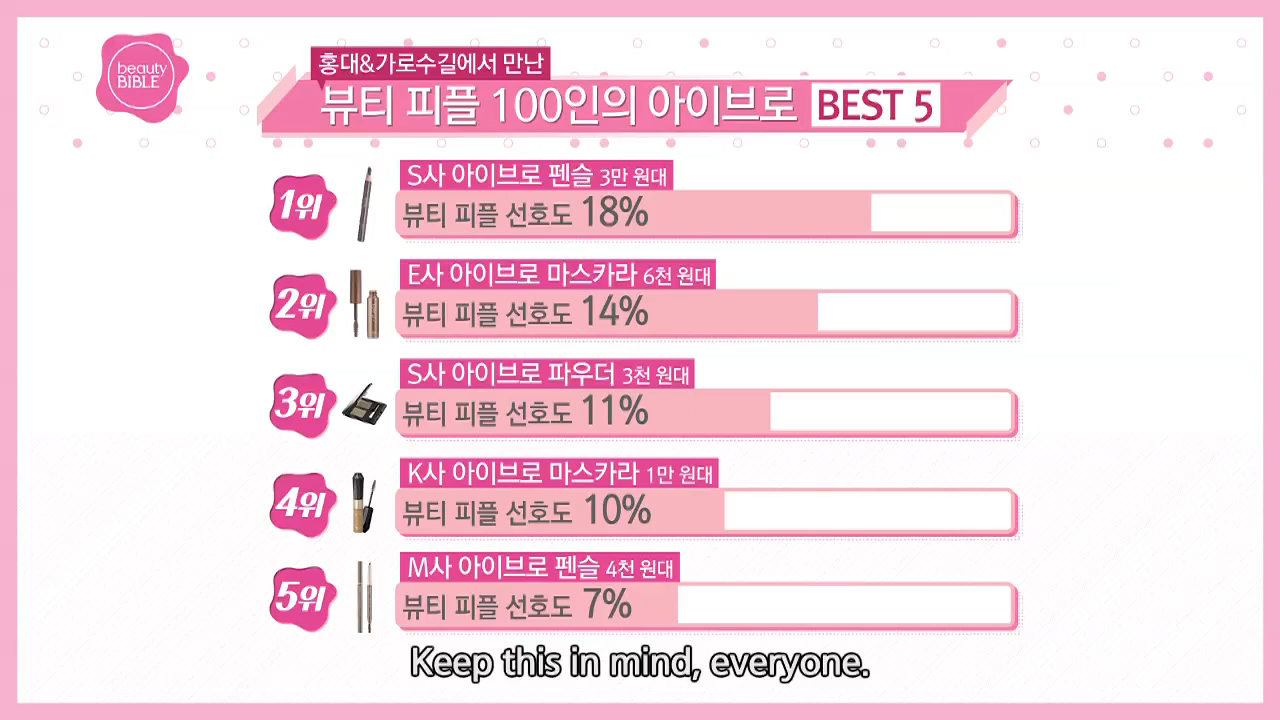 beauty
BIBLE
홍대&가로수길에서 만난
뷰티 피플 100인의 아이브로 BEST 5
1위
S사 아이브로 펜슬 3만 원대
뷰티 피플 선호도 18%
2위
E사 아이브로 마스카라 6천 원대
뷰티 피플 선호도 14%
3위
S사 아이브로 파우더 3천 원대
뷰티 피플 선호도 11%
4위
K사 아이브로 마스카라 1만 원대
뷰티 피플 선호도 10%
5위
M사 아이브로 펜슬 4천 원대
뷰티 피플 선호도 7%
Keep this in mind, everyone.